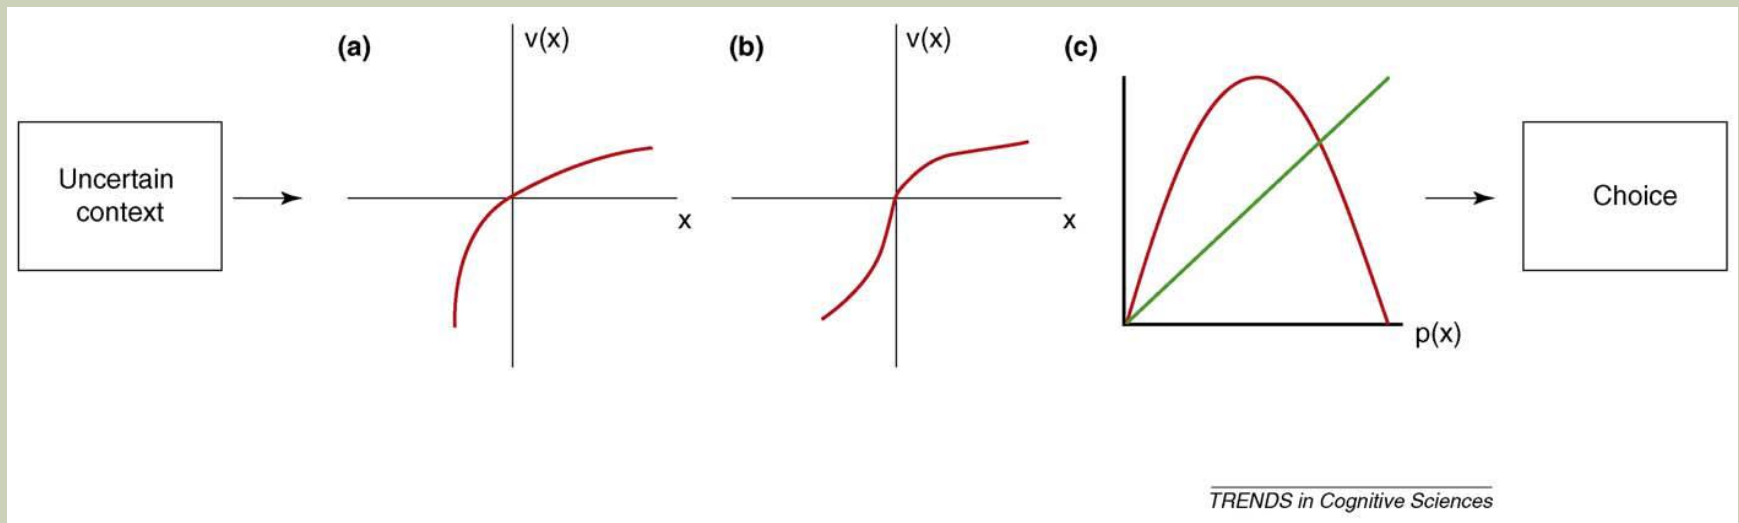 (a)
v(x)
(b)
v(x)
(c)
Uncertain
context
x
x
Choice
p(x)
TRENDS in Cognitive Sciences